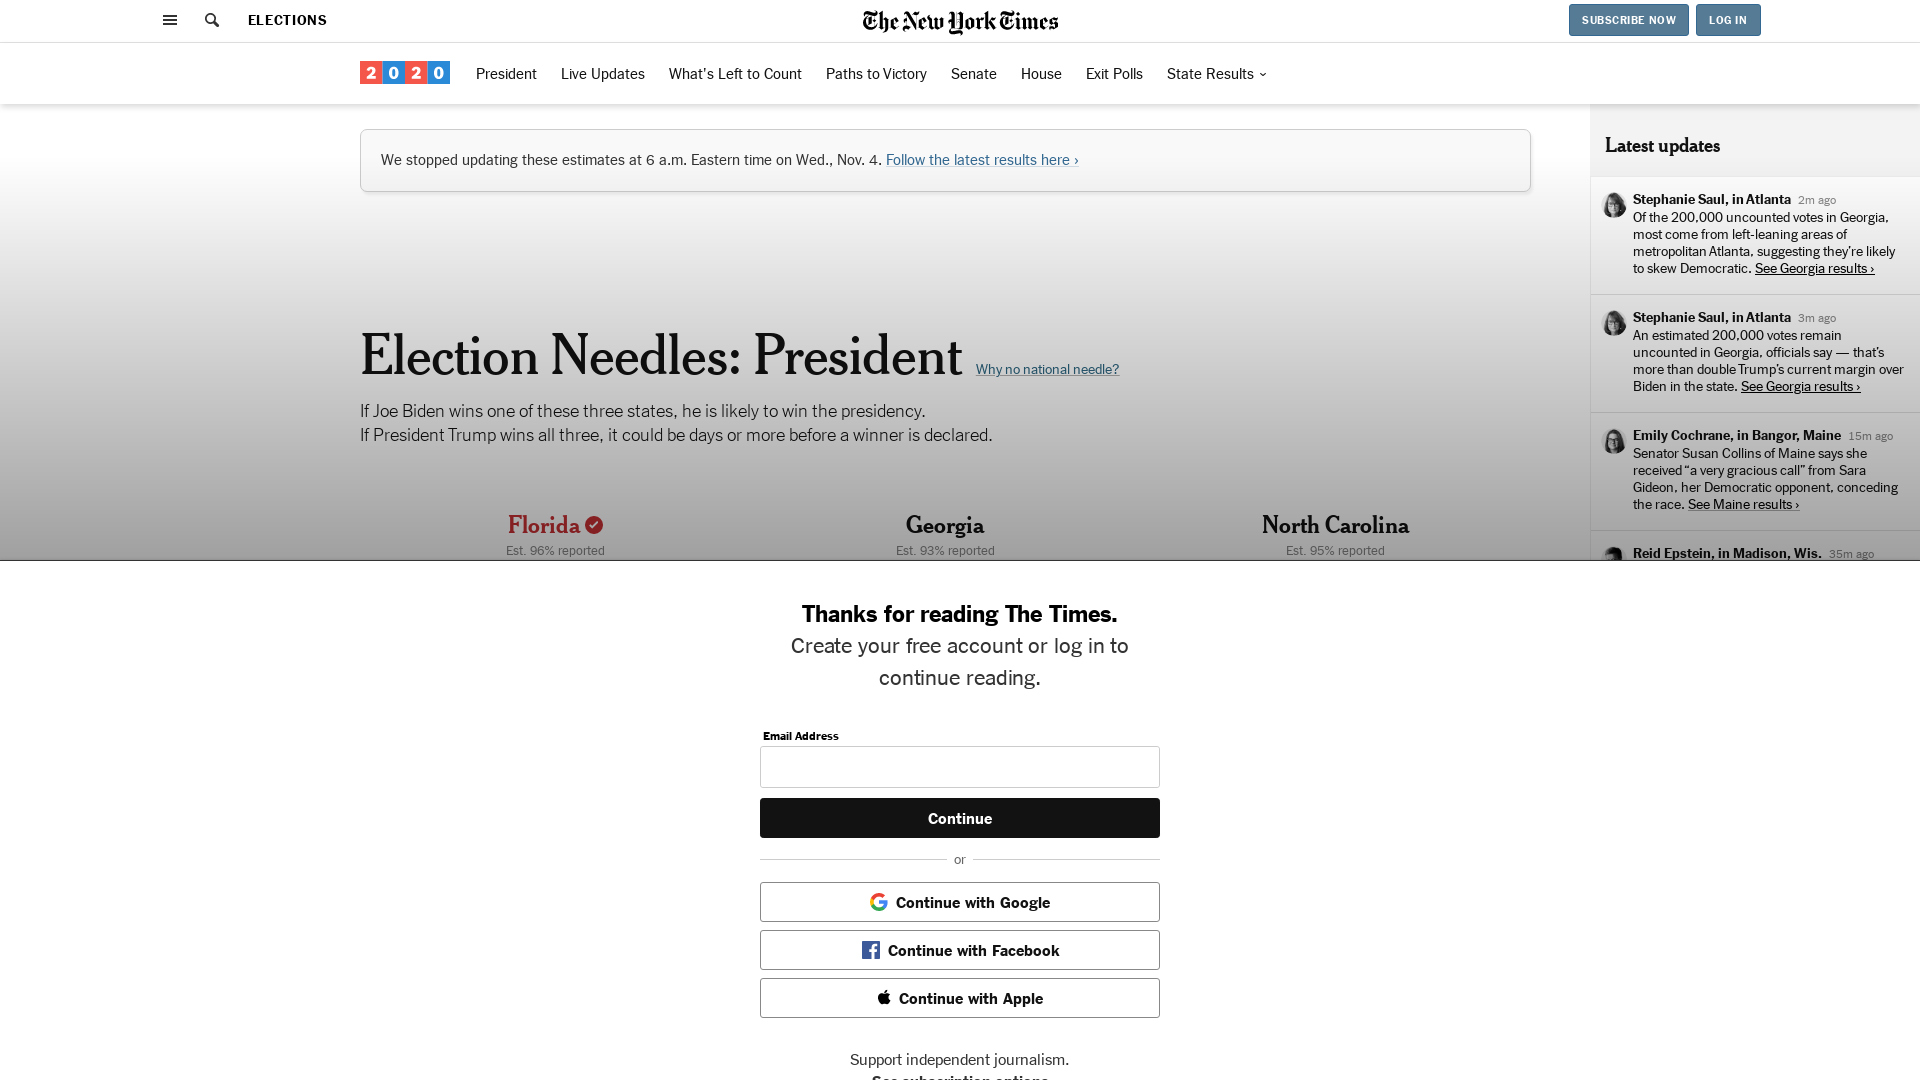 ELECTIONS
The New York Times
SUBSCRIBE NOW
LOG IN
2020
President
Live Updates
What's Left to Count
Paths to Victory
Senate
House
Exit Polls
State Results
We stopped updating these estimates at 6 a.m. Eastern time on Wed., Nov. 4. Follow the latest results here ›
Election Needles: President
Why no national needle?
If Joe Biden wins one of these three states, he is likely to win the presidency.
If President Trump wins all three, it could be days or more before a winner is declared.
Florida
Est. 96% reported
Georgia
Est. 93% reported
North Carolina
Est. 95% reported
Latest updates
Stephanie Saul, in Atlanta 2m ago
Of the 200,000 uncounted votes in Georgia,
most come from left-leaning areas of
metropolitan Atlanta, suggesting they’re likely
to skew Democratic. See Georgia results ›
Stephanie Saul, in Atlanta 3m ago
An estimated 200,000 votes remain
uncounted in Georgia, officials say — that’s
more than double Trump’s current margin over
Biden in the state. See Georgia results ›
Emily Cochrane, in Bangor, Maine 15m ago
Senator Susan Collins of Maine says she
received “a very gracious call” from Sara
Gideon, her Democratic opponent, conceding
the race. See Maine results ›
Reid Epstein, in Madison, Wis. 35m ago
Thanks for reading The Times.
Create your free account or log in to
continue reading.
Email Address
Continue
or
Continue with Google
Continue with Facebook
Continue with Apple
Support independent journalism.
See subscription options